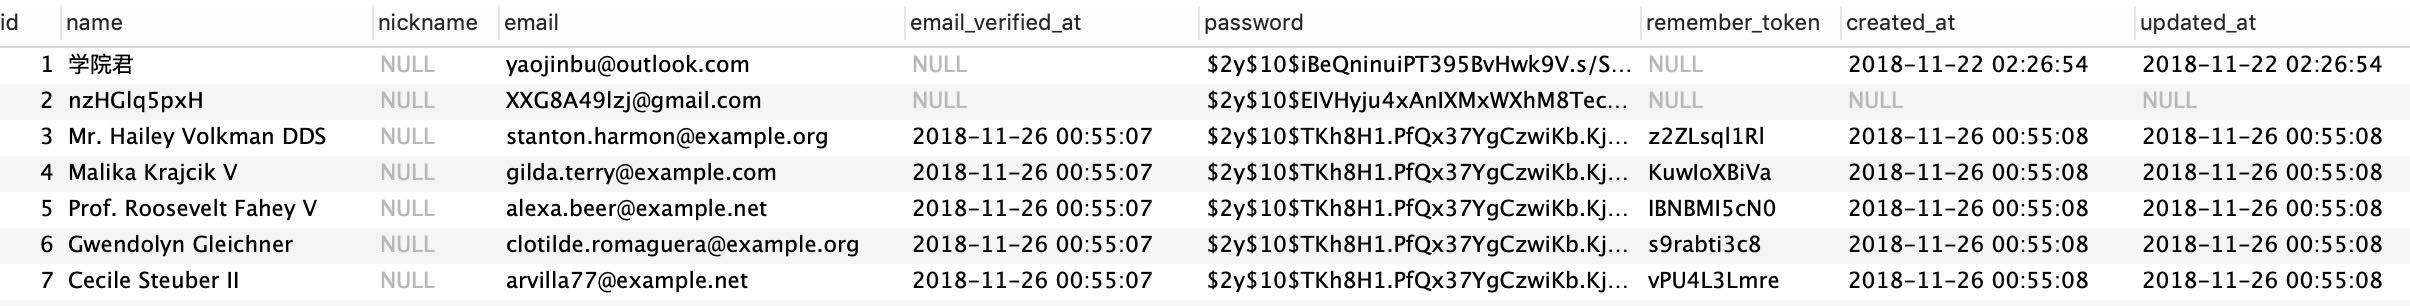 id name nickname email email_verified_at password remember_token created_at updated_at
1 学院君 NULL yaojinbu@outlook.com NULL $2y$10$iBeQninuiPT395BvHwk9V.s/S... NULL 2018-11-22 02:26:54 2018-11-22 02:26:54
2 nzHGlq5pxH NULL XXG8A49lzj@gmail.com NULL $2y$10$EIVHyju4xAnIXMxWXhM8Tec... NULL NULL NULL
3 Mr. Hailey Volkman DDS NULL stanton.harmon@example.org 2018-11-26 00:55:07 $2y$10$TKh8H1.PfQx37YgCzwiKb.Kj... z2ZLsql1Rl 2018-11-26 00:55:08 2018-11-26 00:55:08
4 Malika Krajcik V NULL gilda.terry@example.com 2018-11-26 00:55:07 $2y$10$TKh8H1.PfQx37YgCzwiKb.Kj... KuwIoXBiVa 2018-11-26 00:55:08 2018-11-26 00:55:08
5 Prof. Roosevelt Fahey V NULL alexa.beer@example.net 2018-11-26 00:55:07 $2y$10$TKh8H1.PfQx37YgCzwiKb.Kj... IBNBMI5cN0 2018-11-26 00:55:08 2018-11-26 00:55:08
6 Gwendolyn Gleichner NULL clotilde.romaguera@example.org 2018-11-26 00:55:07 $2y$10$TKh8H1.PfQx37YgCzwiKb.Kj... s9rabti3c8 2018-11-26 00:55:08 2018-11-26 00:55:08
7 Cecile Steuber II NULL arvilla77@example.net 2018-11-26 00:55:07 $2y$10$TKh8H1.PfQx37YgCzwiKb.Kj... vPU4L3Lmre 2018-11-26 00:55:08 2018-11-26 00:55:08